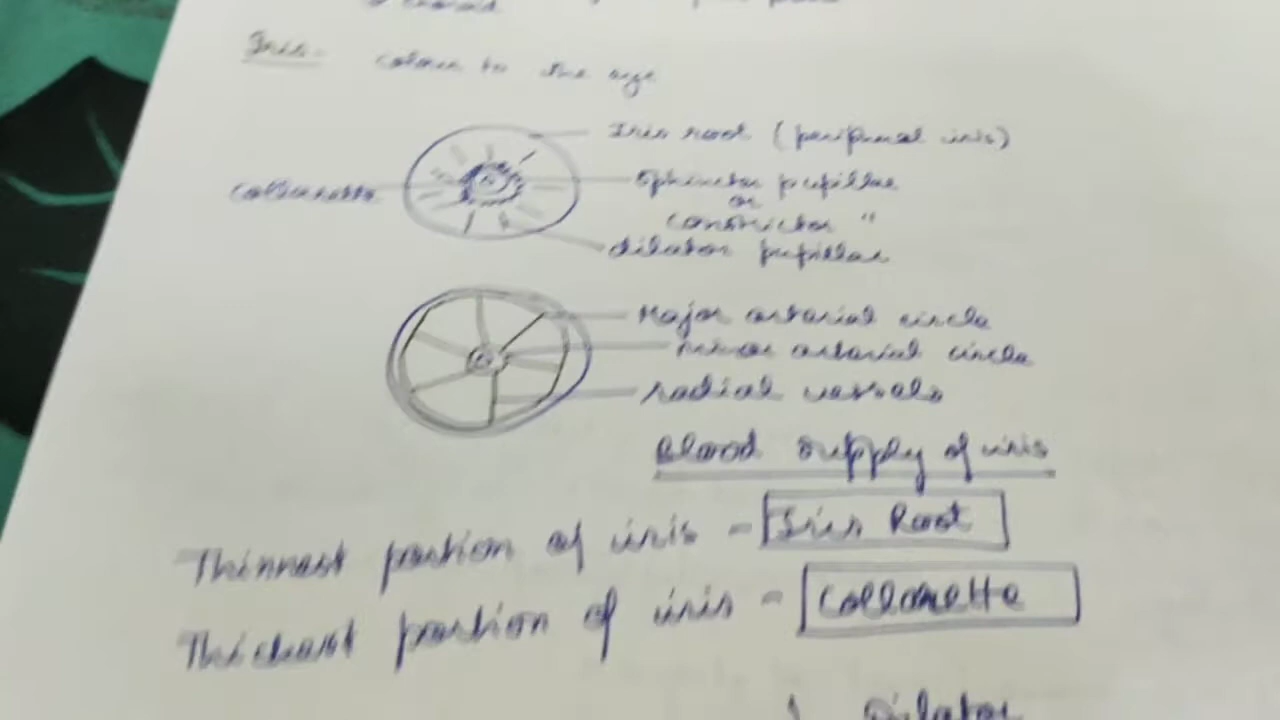 choroid
Iris- colour to the eye
Iris root (peripheral iris)
Collarette
Sphincter pupillae
or
constrictor "
dilator pupillae
Major arterial circle
minor arterial circle
radial vessels
Blood supply of iris
Thinnest portion of iris - Iris Root
Thickest portion of iris - Collarette
Dilator